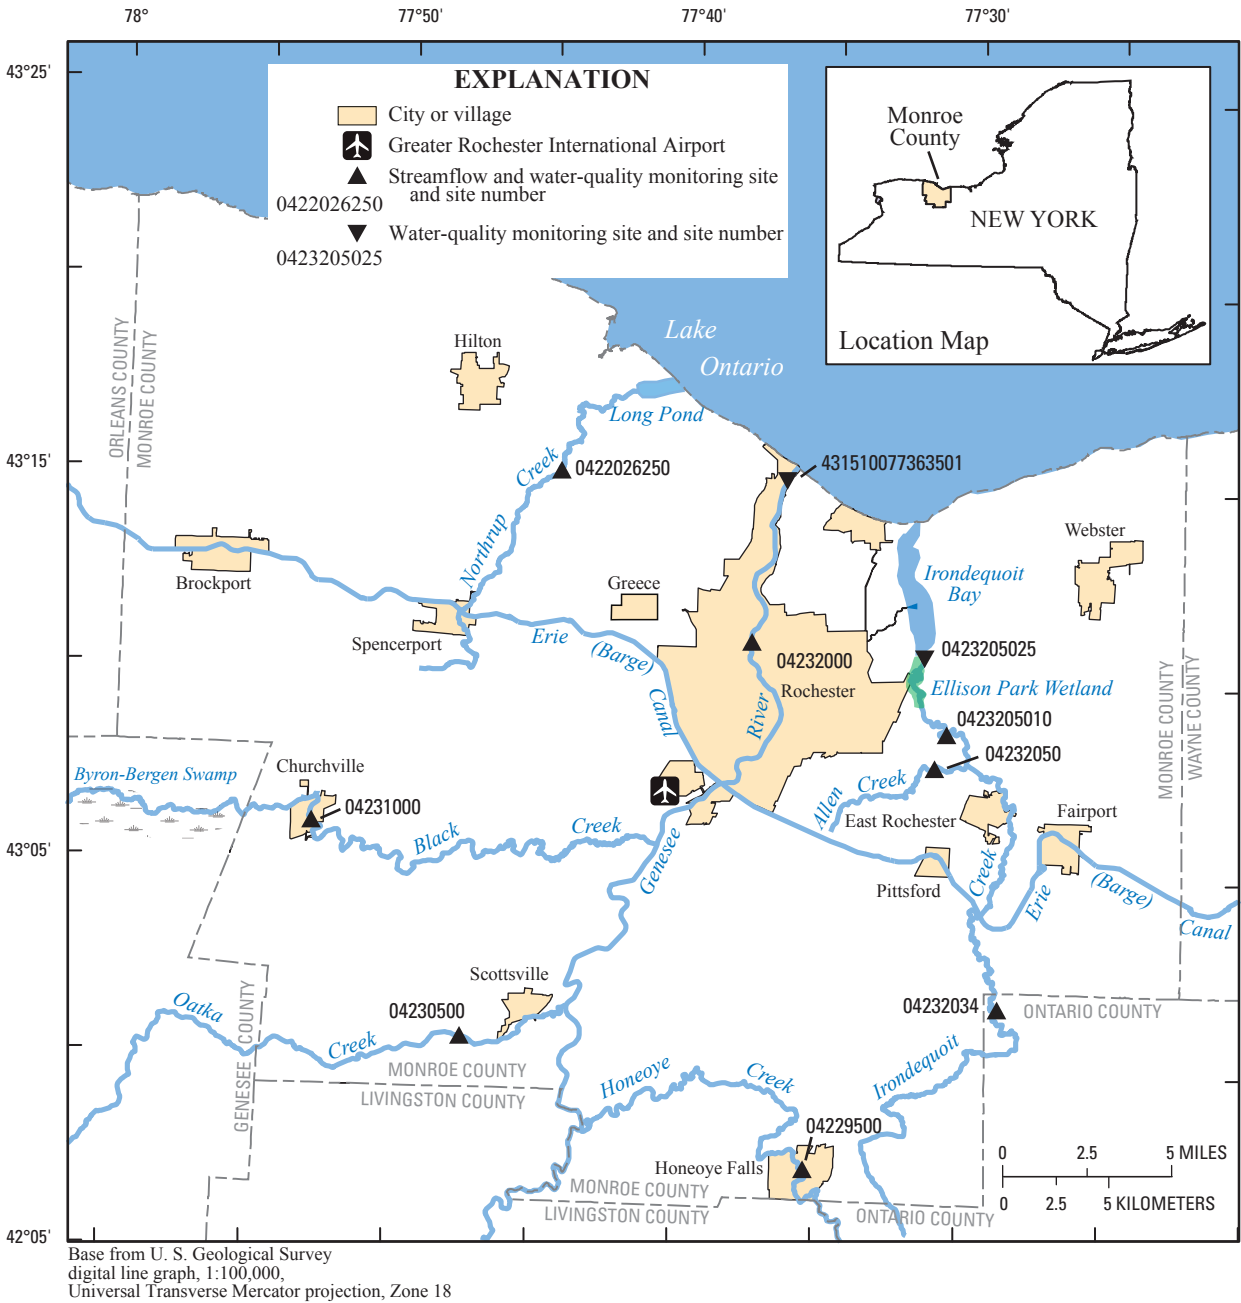 78°
77°50'
77°40'
77°30'
43°25'
EXPLANATION
City or village
Greater Rochester International Airport
Streamflow and water-quality monitoring site
and site number
0422026250
Water-quality monitoring site and site number
0423205025
Monroe
County
NEW YORK
Location Map
Lake
Ontario
Hilton
ORLEANS COUNTY
MONROE COUNTY
Long Pond
43°15'
Creek
0422026250
431510077363501
Northrup
Webster
Brockport
Greece
Irondequoit
Bay
Spencerport
Erie
(Barge)
Canal
04232000
Rochester
River
0423205025
Ellison Park Wetland
0423205010
04232050
MONROE COUNTY
WAYNE COUNTY
Byron-Bergen Swamp
Churchville
04231000
Allen
Creek
East Rochester
Fairport
43°05'
Black
Creek
Genesee
Pittsford
Creek
Erie
(Barge)
Canal
Scottsville
Oatka
Creek
04230500
04232034
ONTARIO COUNTY
GENESEE COUNTY
MONROE COUNTY
LIVINGSTON COUNTY
Honeoye
Creek
Irondequoit
04229500
Honeoye Falls
MONROE COUNTY
LIVINGSTON COUNTY
ONTARIO COUNTY
0 2.5 5 MILES
0 2.5 5 KILOMETERS
42°05'
Base from U. S. Geological Survey
digital line graph, 1:100,000,
Universal Transverse Mercator projection, Zone 18